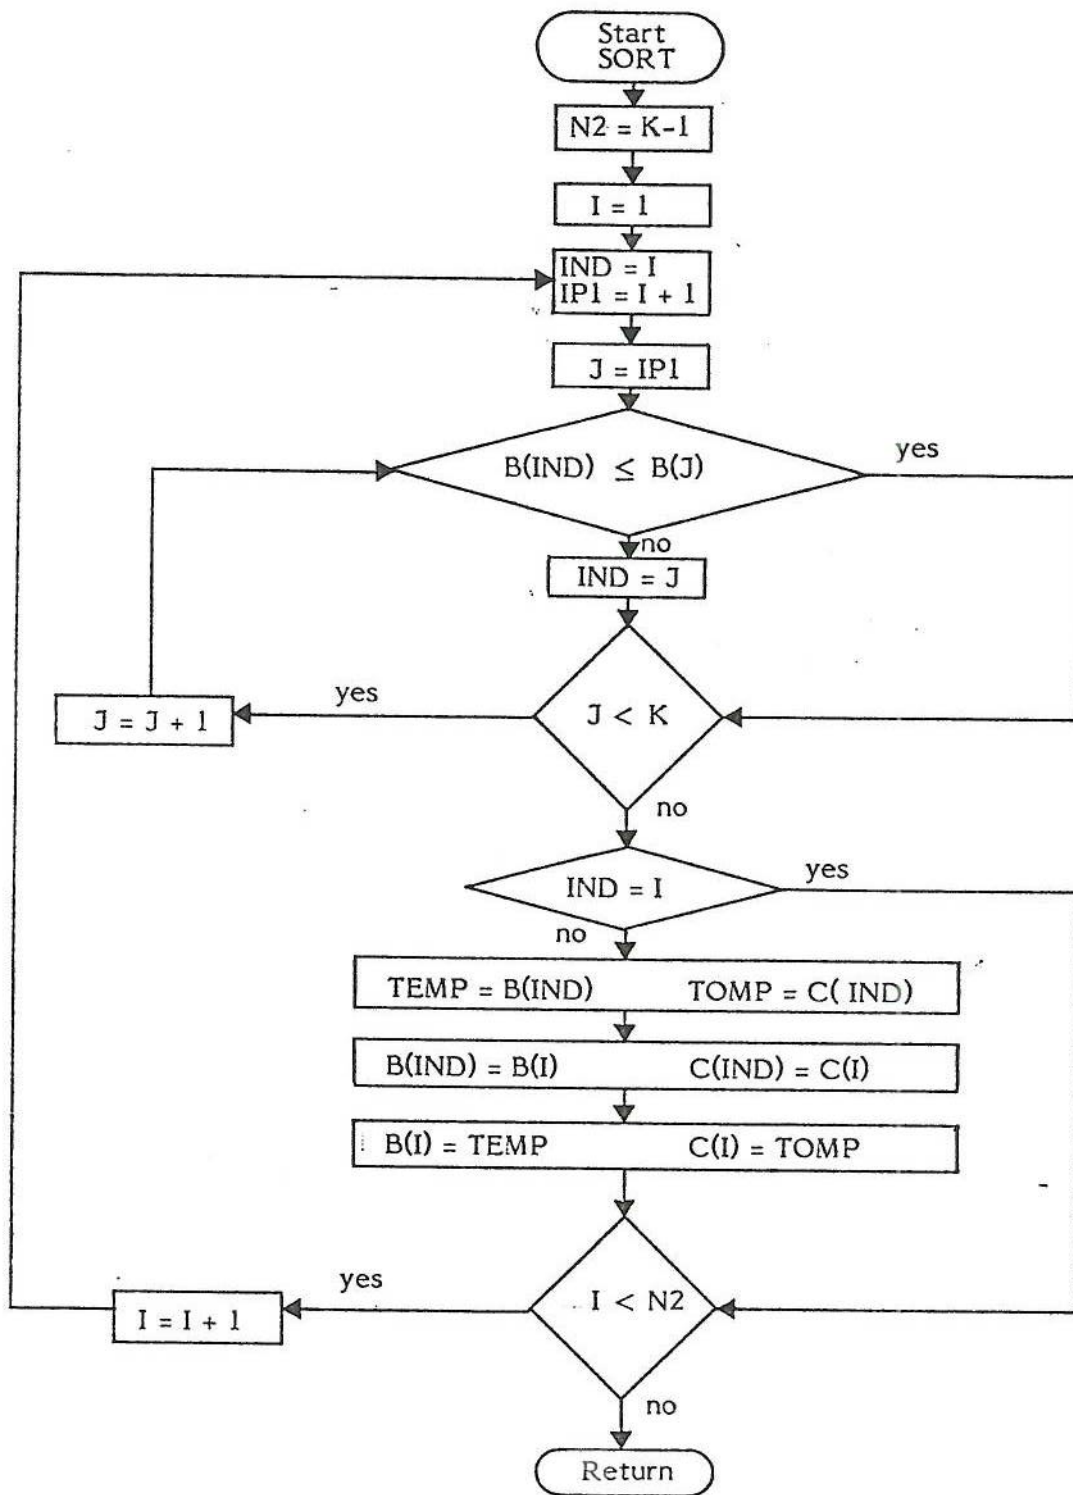 Start
SORT
N2 = K-1
I = 1
IND = I
IP1 = I + 1
J = IP1
B(IND) ≤ B(J)
yes
no
IND = J
J < K
yes
J = J + 1
no
IND = I
yes
no
TEMP = B(IND) TOMP = C( IND)
B(IND) = B(I) C(IND) = C(I)
B(I) = TEMP C(I) = TOMP
I < N2
yes
I = I + 1
no
Return